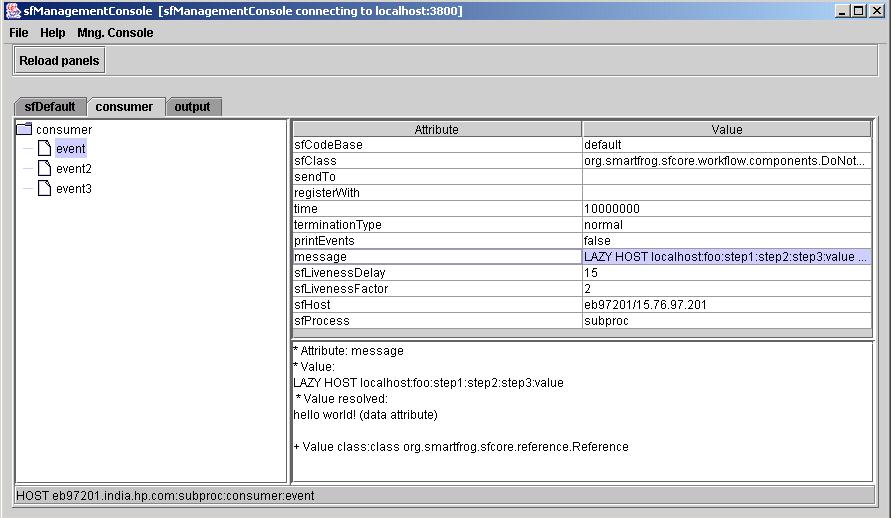 sfManagementConsole [sfManagementConsole connecting to localhost:3800]
File Help Mng. Console
Reload panels
sfDefault consumer output
consumer
event
event2
event3
Attribute Value
sfCodeBase default
sfClass org.smartfrog.sfcore.workflow.components.DoNot...
sendTo
registerWith
time 10000000
terminationType normal
printEvents false
message LAZY HOST localhost:foo:step1:step2:step3:value ...
sfLivenessDelay 15
sfLivenessFactor 2
sfHost eb97201/15.76.97.201
sfProcess subproc
* Attribute: message
* Value:
LAZY HOST localhost:foo:step1:step2:step3:value
* Value resolved:
hello world! (data attribute)
+ Value class:class org.smartfrog.sfcore.reference.Reference
HOST eb97201.india.hp.com:subproc:consumer:event